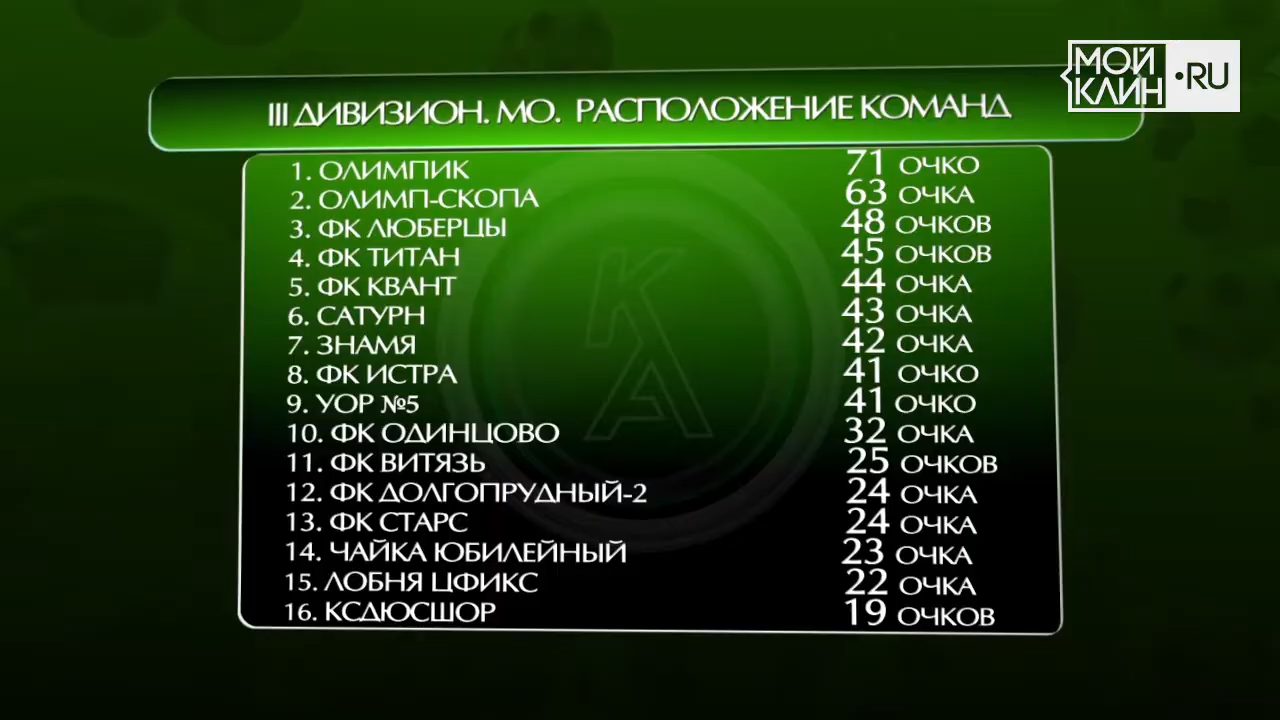 МОЙ
КЛИН
•RU
III ДИВИЗИОН. МО. РАСПОЛОЖЕНИЕ КОМАНД
1. ОЛИМПИК 71 ОЧКО
2. ОЛИМП-СКОПА 63 ОЧКА
3. ФК ЛЮБЕРЦЫ 48 ОЧКОВ
4. ФК ТИТАН 45 ОЧКОВ
5. ФК КВАНТ 44 ОЧКА
6. САТУРН 43 ОЧКА
7. ЗНАМЯ 42 ОЧКА
8. ФК ИСТРА 41 ОЧКО
9. УОР №5 41 ОЧКО
10. ФК ОДИНЦОВО 32 ОЧКА
11. ФК ВИТЯЗЬ 25 ОЧКОВ
12. ФК ДОЛГОПРУДНЫЙ-2 24 ОЧКА
13. ФК СТАРС 24 ОЧКА
14. ЧАЙКА ЮБИЛЕЙНЫЙ 23 ОЧКА
15. ЛОБНЯ ЦФИКС 22 ОЧКА
16. КСДЮСШОР 19 ОЧКОВ
К
А